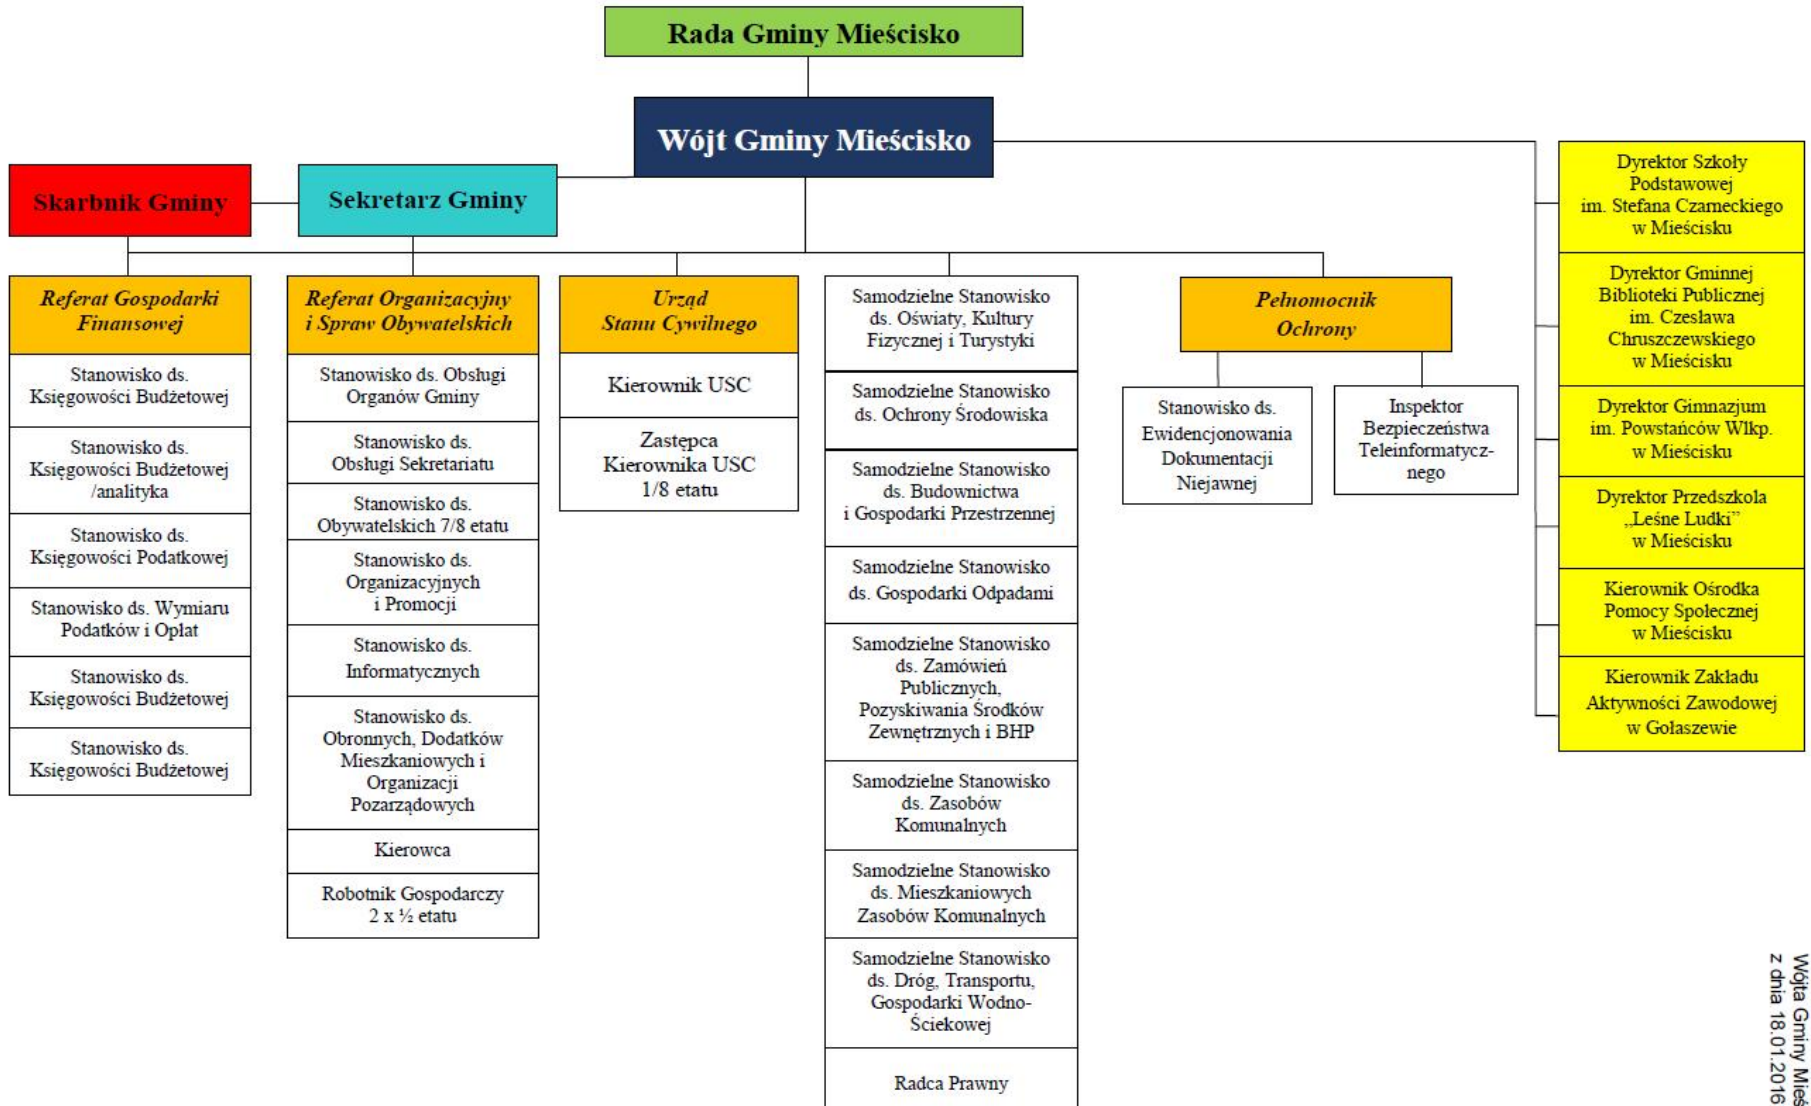 Rada Gminy Mieścisko
Wójt Gminy Mieścisko
Skarbnik Gminy
Sekretarz Gminy
Referat Gospodarki
Finansowej
Stanowisko ds.
Księgowości Budżetowej
Stanowisko ds.
Księgowości Budżetowej
/analityka
Stanowisko ds.
Księgowości Podatkowej
Stanowisko ds. Wymiaru
Podatków i Opłat
Stanowisko ds.
Księgowości Budżetowej
Stanowisko ds.
Księgowości Budżetowej
Referat Organizacyjny
i Spraw Obywatelskich
Stanowisko ds. Obsługi
Organów Gminy
Stanowisko ds.
Obsługi Sekretariatu
Stanowisko ds.
Obywatelskich 7/8 etatu
Stanowisko ds.
Organizacyjnych
i Promocji
Stanowisko ds.
Informatycznych
Stanowisko ds.
Obronnych, Dodatków
Mieszkaniowych i
Organizacji
Pozarządowych
Kierowca
Robotnik Gospodarczy
2 x ½ etatu
Urząd
Stanu Cywilnego
Kierownik USC
Zastępca
Kierownika USC
1/8 etatu
Samodzielne Stanowisko
ds. Oświaty, Kultury
Fizycznej i Turystyki
Samodzielne Stanowisko
ds. Ochrony Środowiska
Samodzielne Stanowisko
ds. Budownictwa
i Gospodarki Przestrzennej
Samodzielne Stanowisko
ds. Gospodarki Odpadami
Samodzielne Stanowisko
ds. Zamówień
Publicznych,
Pozyskiwania Środków
Zewnętrznych i BHP
Samodzielne Stanowisko
ds. Zasobów
Komunalnych
Samodzielne Stanowisko
ds. Mieszkaniowych
Zasobów Komunalnych
Samodzielne Stanowisko
ds. Dróg, Transportu,
Gospodarki Wodno-
Ściekowej
Radca Prawny
Pełnomocnik
Ochrony
Stanowisko ds.
Ewidencjonowania
Dokumentacji
Niejawnej
Inspektor
Bezpieczeństwa
Teleinformatycz-
nego
Dyrektor Szkoły
Podstawowej
im. Stefana Czarneckiego
w Mieścisku
Dyrektor Gminnej
Biblioteki Publicznej
im. Czesława
Chruszczewskiego
w Mieścisku
Dyrektor Gimnazjum
im. Powstańców Wlkp.
w Mieścisku
Dyrektor Przedszkola
„Leśne Ludki”
w Mieścisku
Kierownik Ośrodka
Pomocy Społecznej
w Mieścisku
Kierownik Zakładu
Aktywności Zawodowej
w Gołaszewie
Wójta Gminy Mieś
z dnia 18.01.2016